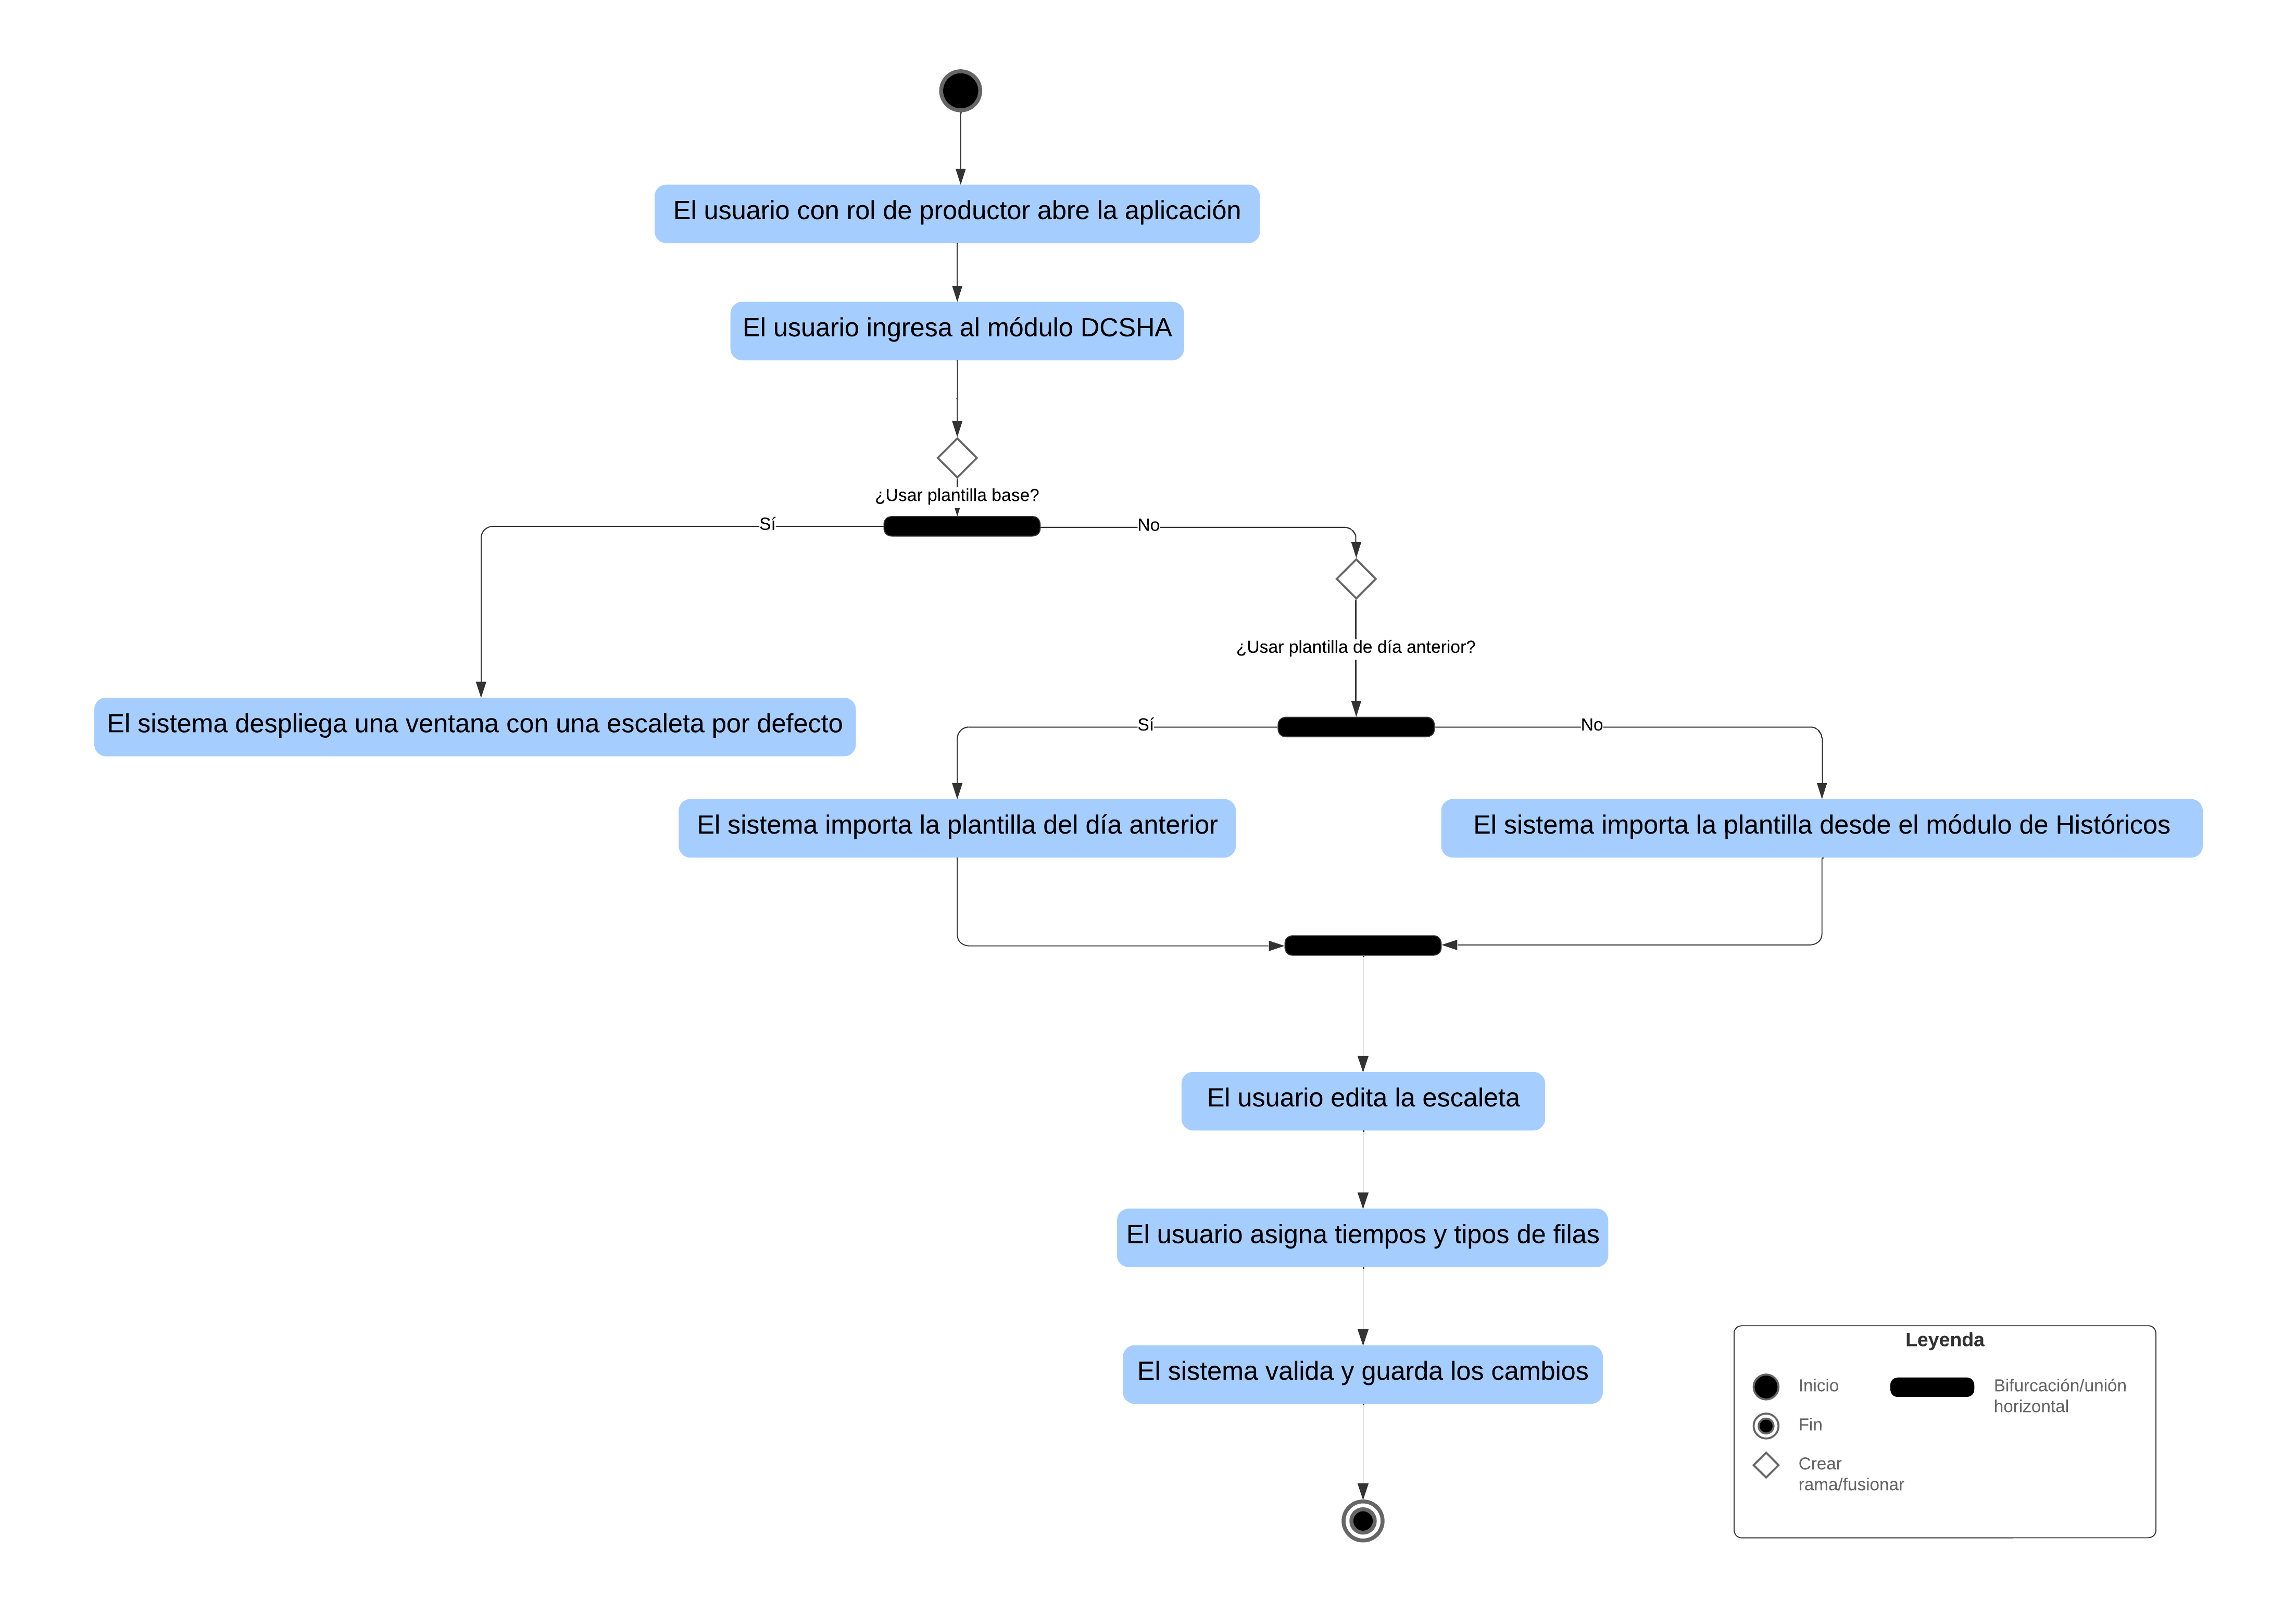 El usuario con rol de productor abre la aplicación
El usuario ingresa al módulo DCSHA
¿Usar plantilla base?
Sí
No
¿Usar plantilla de día anterior?
El sistema despliega una ventana con una escaleta por defecto
Sí
No
El sistema importa la plantilla del día anterior
El sistema importa la plantilla desde el módulo de Históricos
El usuario edita la escaleta
El usuario asigna tiempos y tipos de filas
El sistema valida y guarda los cambios
Leyenda
Inicio
Fin
Crear
rama/fusionar
Bifurcación/unión
horizontal